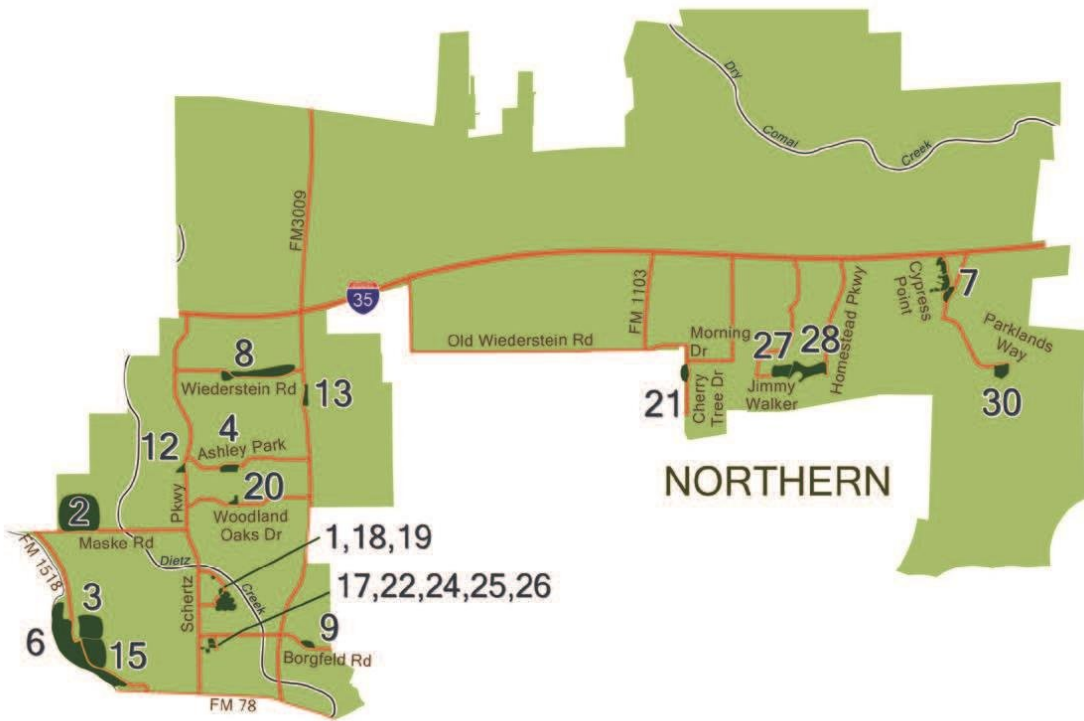 Dry
Comal
Creek
FM3009
35
FM 1103
Old Wiederstein Rd
Morning
Dr
Cherry
Tree Dr
21
27
28
Jimmy
Walker
Homestead Pkwy
Cypress
Point
7
Parklands
Way
30
8
Wiederstein Rd
13
4
Ashley Park
12
20
Woodland
Oaks Dr
Pkwy
2
Maske Rd
NORTHERN
FM 1518
Dietz
Creek
Schertz
1,18,19
17,22,24,25,26
3
6
15
9
Borgfeld Rd
FM 78